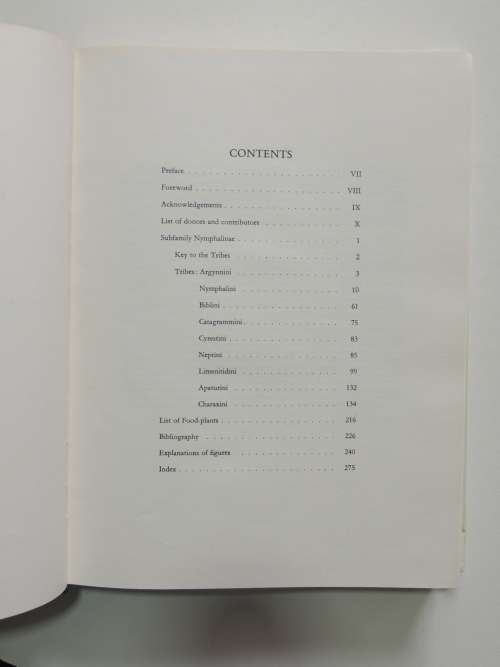 CONTENTS
Preface . . . . . . . . . . . . . . . . . . . . . . VII
Foreword . . . . . . . . . . . . . . . . . . . . . VIII
Acknowledgements . . . . . . . . . . . . . . . . . IX
List of donors and contributors . . . . . . . . . . . X
Subfamily Nymphalinae . . . . . . . . . . . . . . . 1
Key to the Tribes . . . . . . . . . . . . . . . 2
Tribes: Argynnini . . . . . . . . . . . . . . . 3
Nymphalini . . . . . . . . . . . . . . . 10
Biblini . . . . . . . . . . . . . . . . 61
Catagrammini . . . . . . . . . . . . . . 75
Cyrestini . . . . . . . . . . . . . . . 83
Neptini . . . . . . . . . . . . . . . . 85
Limenitidini . . . . . . . . . . . . . . 99
Apaturini . . . . . . . . . . . . . . . 132
Charaxini . . . . . . . . . . . . . . . 134
List of Food-plants . . . . . . . . . . . . . . . . 216
Bibliography . . . . . . . . . . . . . . . . . . . 226
Explanations of figures . . . . . . . . . . . . . . 240
Index . . . . . . . . . . . . . . . . . . . . . . 275